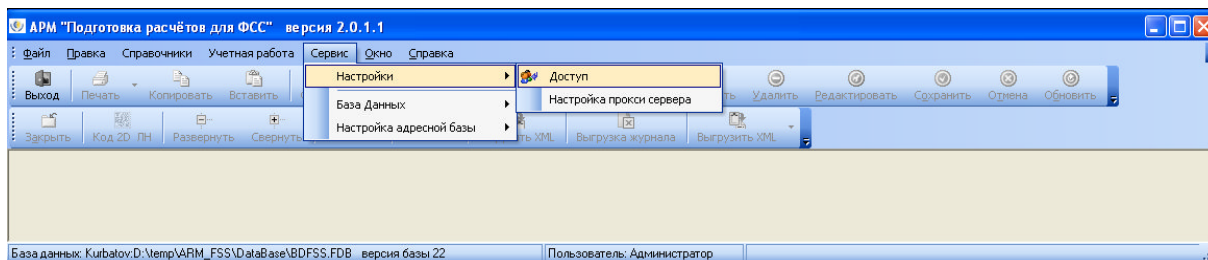 АРМ "Подготовка расчётов для ФСС" версия 2.0.1.1
Файл Правка Справочники Учетная работа Сервис Окно Справка
Настройки Доступ
Выход Печать Копировать Вставить Удалить Редактировать Сохранить Отмена Обновить
База Данных Настройка прокси сервера
Настройка адресной базы
Закрыть Код 2D ПН Развернуть Свернуть XML Выгрузка журнала Выгрузить XML
База данных: Kurbatov:D:\temp\ARM_FSS\DataBase\BDFSS.FDB версия базы 22 Пользователь: Администратор